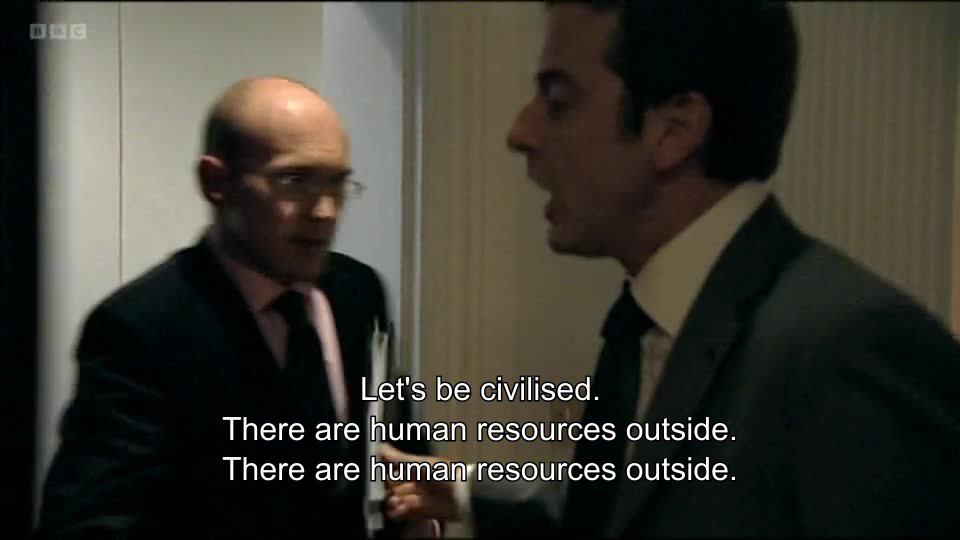 BBC
Let's be civilised.
There are human resources outside.
There are human resources outside.